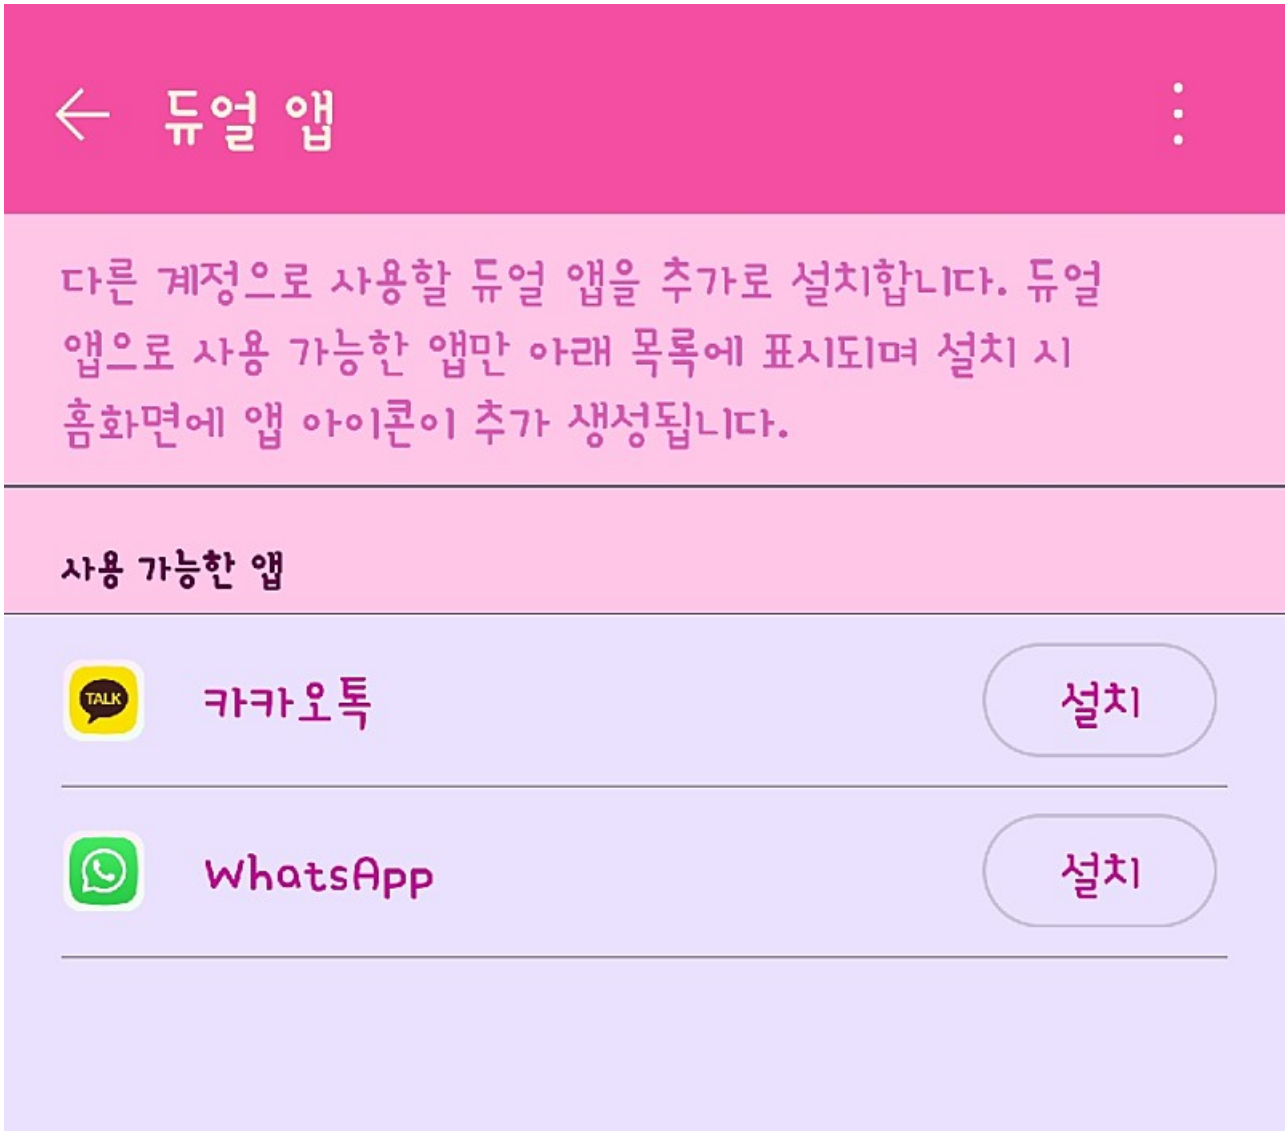 듀얼 앱
다른 계정으로 사용할 듀얼 앱을 추가로 설치합니다. 듀얼
앱으로 사용 가능한 앱만 아래 목록에 표시되며 설치 시
홈화면에 앱 아이콘이 추가 생성됩니다.
사용 가능한 앱
TALK
카카오톡
설치
WhatsApp
설치